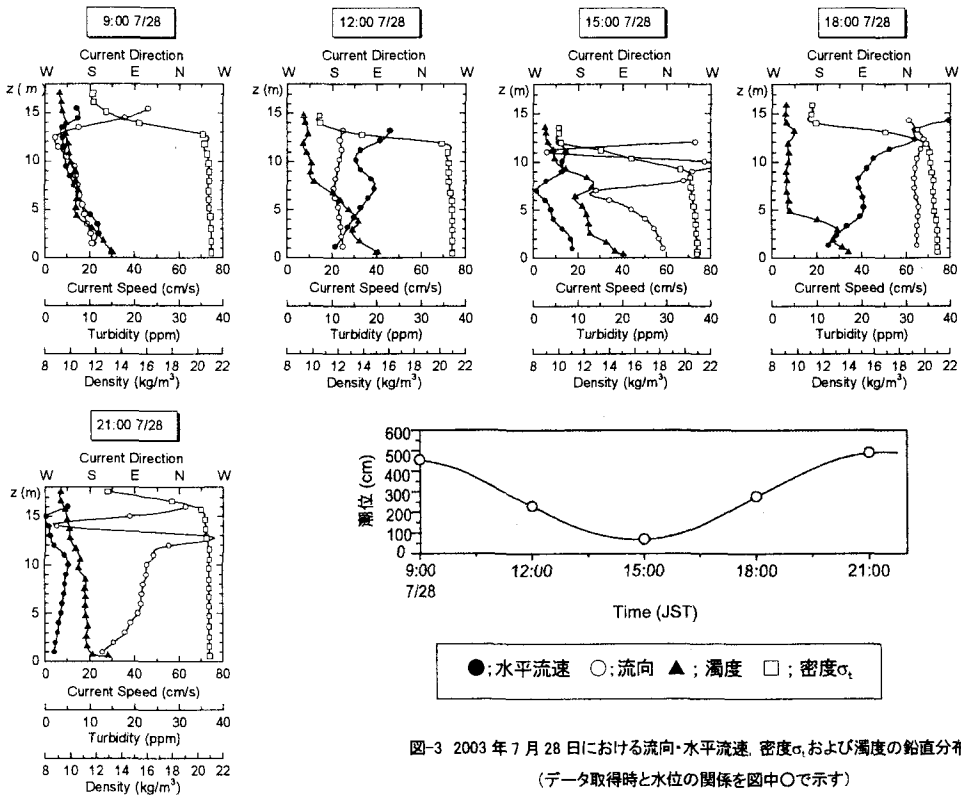 9:00 7/28
12:00 7/28
15:00 7/28
18:00 7/28
Current Direction
W S E N W
Current Direction
W S E N W
Current Direction
W S E N W
Current Direction
W S E N W
z (m)
15
10
5
0
z (m)
15
10
5
0
z (m)
15
10
5
0
z (m)
15
10
5
0
0 20 40 60 80
Current Speed (cm/s)
0 20 40 60 80
Current Speed (cm/s)
0 20 40 60 80
Current Speed (cm/s)
0 20 40 60 80
Current Speed (cm/s)
0 10 20 30 40
Turbidity (ppm)
0 10 20 30 40
Turbidity (ppm)
0 10 20 30 40
Turbidity (ppm)
0 10 20 30 40
Turbidity (ppm)
8 10 12 14 16 18 20 22
Density (kg/m³)
8 10 12 14 16 18 20 22
Density (kg/m³)
8 10 12 14 16 18 20 22
Density (kg/m³)
8 10 12 14 16 18 20 22
Density (kg/m³)
21:00 7/28
Current Direction
W S E N W
z (m)
15
10
5
0
0 20 40 60 80
Current Speed (cm/s)
0 10 20 30 40
Turbidity (ppm)
8 10 12 14 16 18 20 22
Density (kg/m³)
潮位 (cm)
600
500
400
300
200
100
0
9:00 12:00 15:00 18:00 21:00
7/28
Time (JST)
●;水平流速 ○;流向 ▲;濁度 □;密度σt
図-3 2003年7月28日における流向・水平流速, 密度σtおよび濁度の鉛直分布
(データ取得時と水位の関係を図中○で示す)